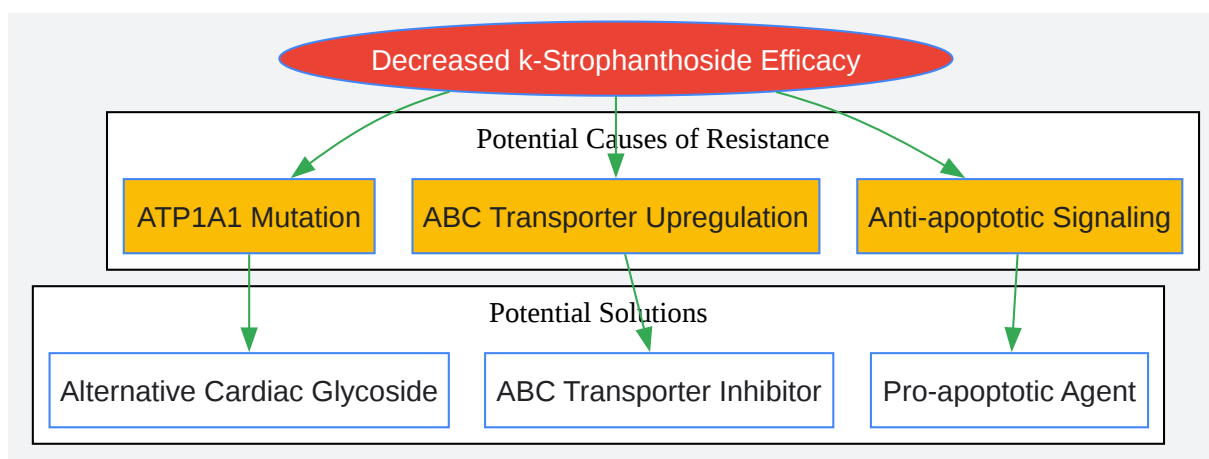 Decreased k-Strophanthoside Efficacy
Potential Causes of Resistance
ATP1A1 Mutation
ABC Transporter Upregulation
Anti-apoptotic Signaling
Potential Solutions
Alternative Cardiac Glycoside
ABC Transporter Inhibitor
Pro-apoptotic Agent